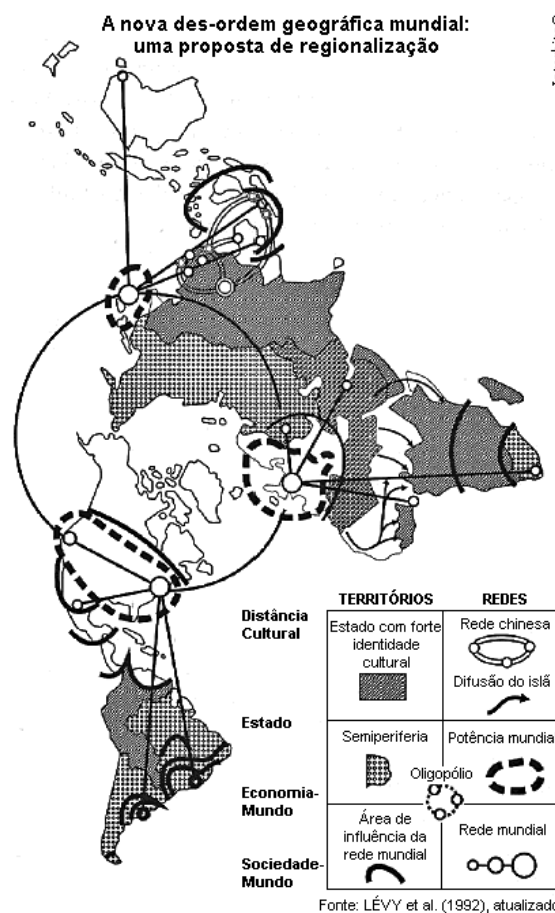 A nova des-ordem geográfica mundial:
uma proposta de regionalização
TERRITÓRIOS
REDES
Distância
Cultural
Estado com forte
identidade
cultural
Rede chinesa
Difusão do islã
Estado
Semiperiferia
Potência mundia
Oligopólio
Economia-
Mundo
Área de
influência da
rede mundial
Rede mundial
Sociedade-
Mundo
Fonte: LÉVY et al. (1992), atualizado